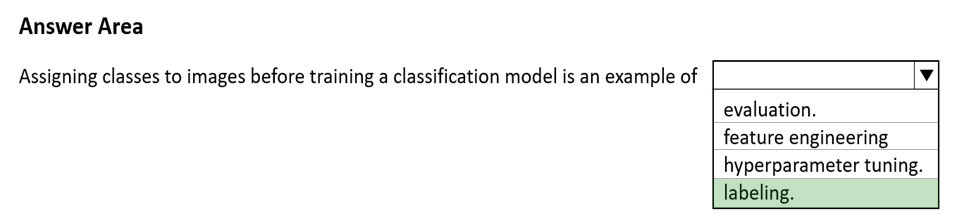 Answer Area
Assigning classes to images before training a classification model is an example of
evaluation.
feature engineering
hyperparameter tuning.
labeling.